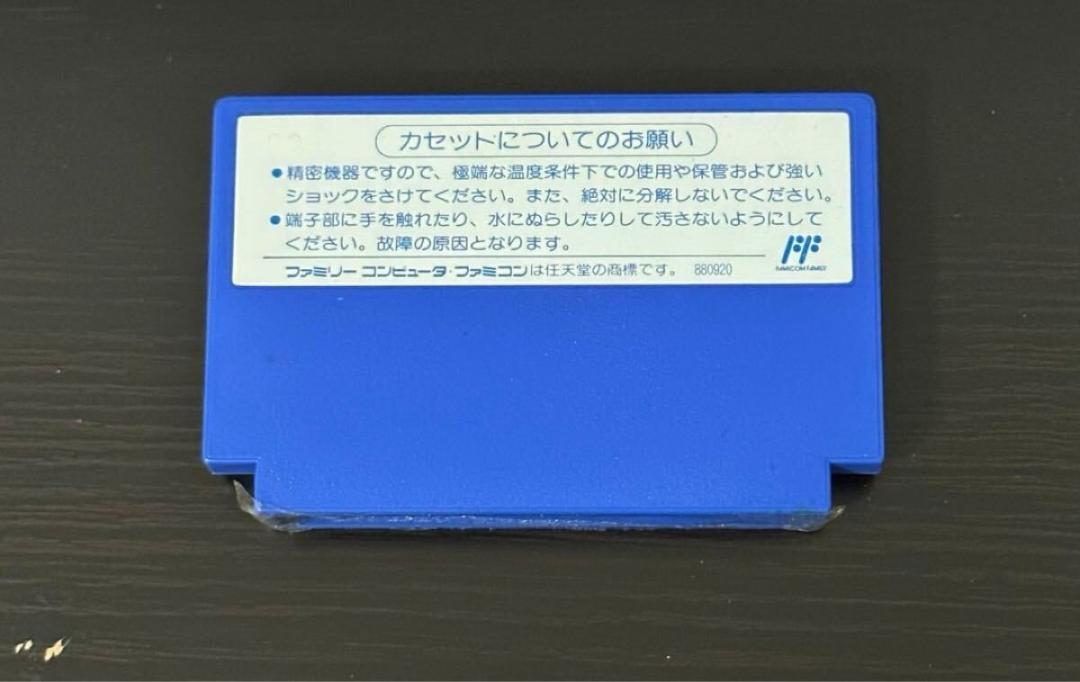 カセットについてのお願い
●精密機器ですので、極端な温度条件下での使用や保管および強い
ショックをさけてください。また、絶対に分解しないでください。
●端子部に手を触れたり、水にぬらしたりして汚さないようにして
ください。故障の原因となります。
FAMICOM FAMILY
ファミリー コンピュータ・ファミコンは任天堂の商標です。 880920